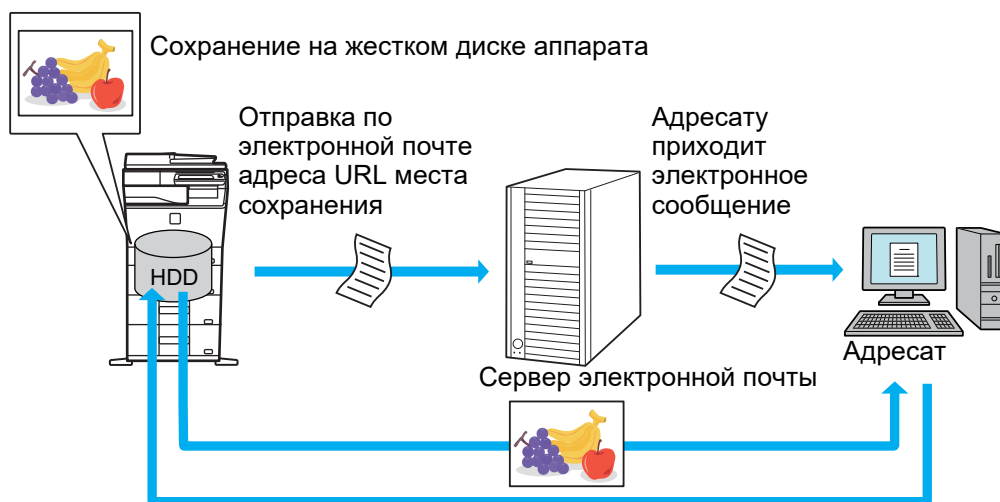 Сохранение на жестком диске аппарата
Отправка по
электронной почте
адреса URL места
сохранения
Адресату
приходит
электронное
сообщение
HDD
Адресат
Сервер электронной почты